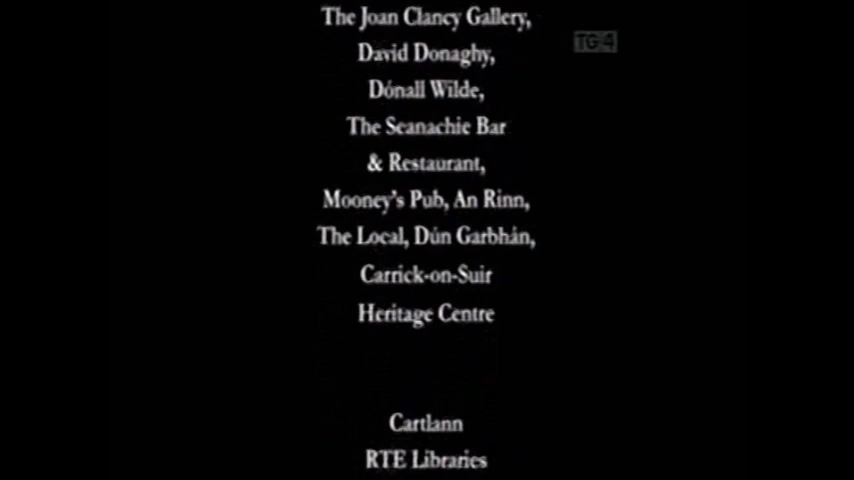 The Joan Clancy Gallery,
TG4
David Donaghy,
Dónall Wilde,
The Seanachie Bar
& Restaurant,
Mooney's Pub, An Rinn,
The Local, Dún Garbhán,
Carrick-on-Suir
Heritage Centre
Cartlann
RTE Libraries